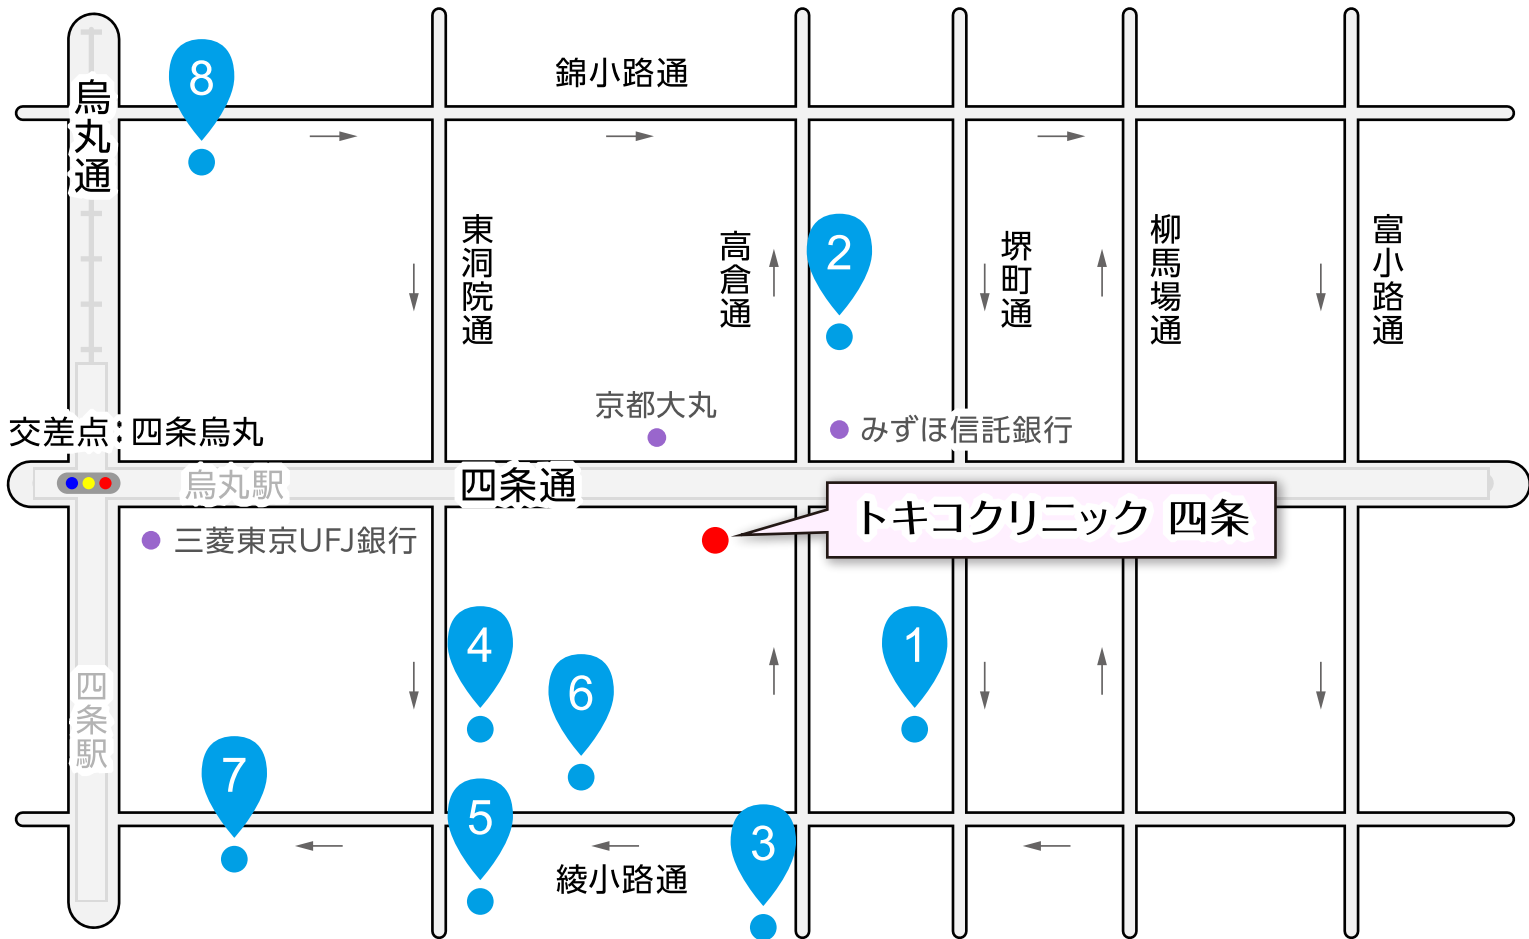 錦小路通
烏丸通
8
東洞院通
高倉通
2
堺町通
柳馬場通
富小路通
京都大丸
みずほ信託銀行
交差点：四条烏丸
烏丸駅
四条通
トキコクリニック 四条
三菱東京UFJ銀行
4
1
6
四条駅
7
5
3
綾小路通